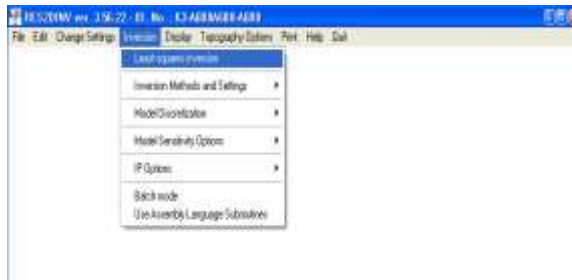 RES2DINV ver. 3.56.22 - ID. No.
File Edit Change Settings Inversion Display Topography Options Print Help Quit
Least-squares inversion
Inversion Methods and Settings
Model Discretization
Model Sensitivity Options
IP Options
Batch mode
Use Assembly Language Subroutines